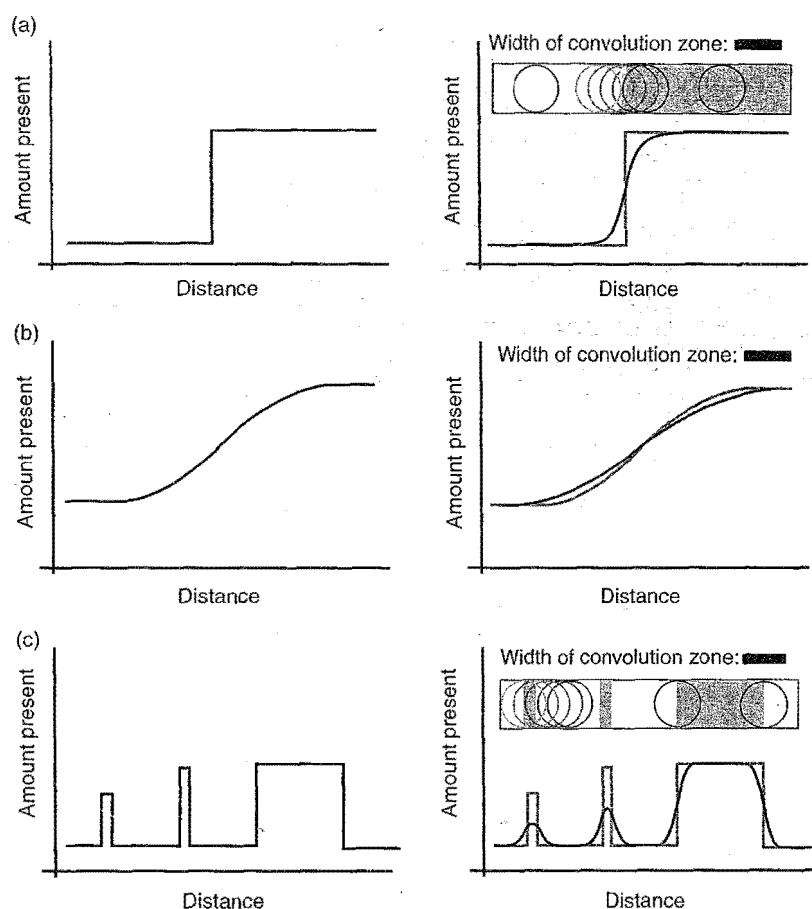 (a)
Amount present
Distance
Width of convolution zone:
Amount present
Distance
(b)
Amount present
Distance
Width of convolution zone:
Amount present
Distance
(c)
Amount present
Distance
Width of convolution zone:
Amount present
Distance